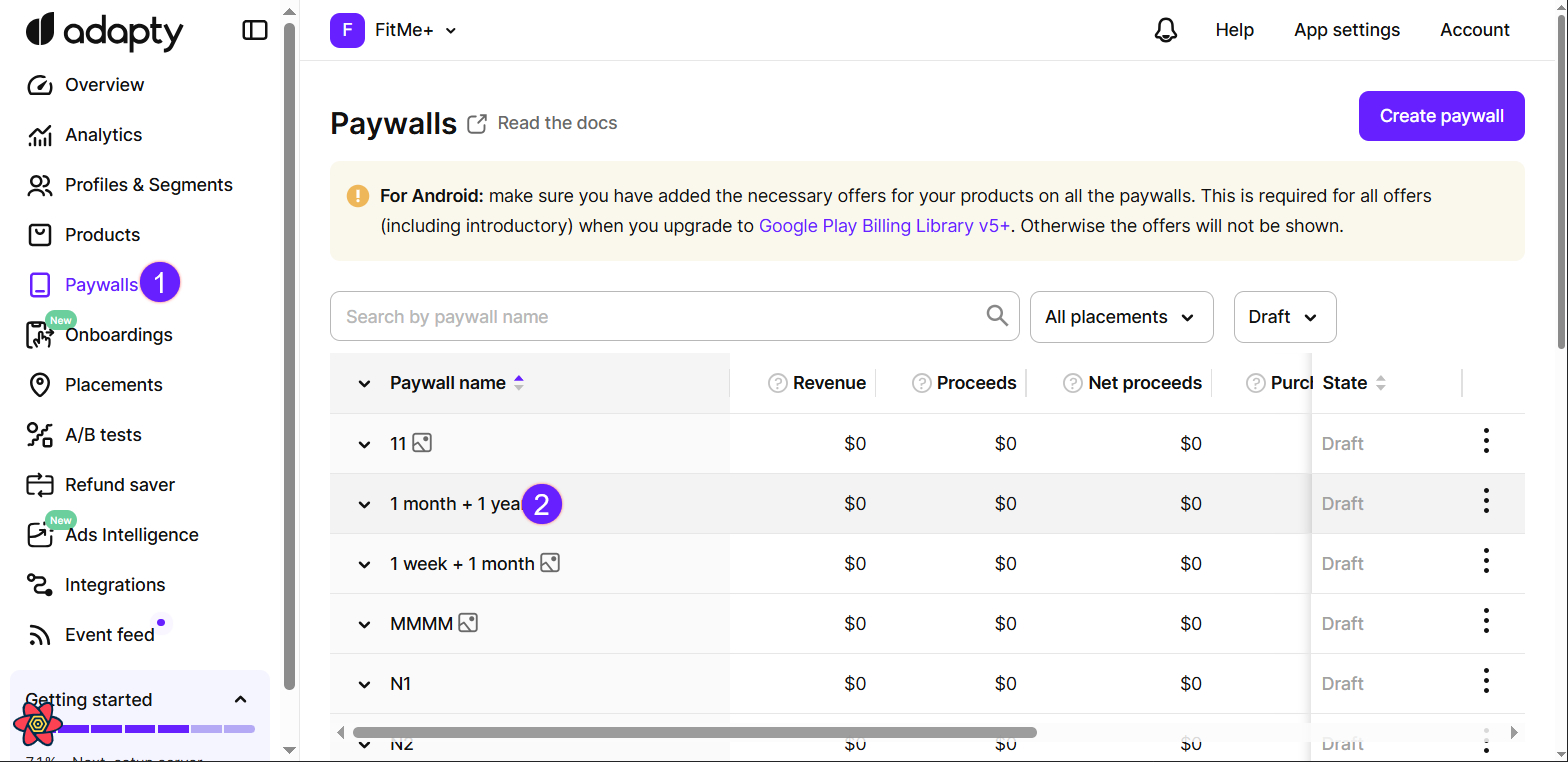 adapty
F FitMe+
Help
App settings
Account
Overview
Analytics
Profiles & Segments
Products
Paywalls 1
New
Onboardings
Placements
A/B tests
Refund saver
New
Ads Intelligence
Integrations
Event feed
Getting started
71% Next: setup server
Paywalls
Read the docs
Create paywall
For Android: make sure you have added the necessary offers for your products on all the paywalls. This is required for all offers
(including introductory) when you upgrade to Google Play Billing Library v5+. Otherwise the offers will not be shown.
Search by paywall name
All placements
Draft
Paywall name ? Revenue ? Proceeds ? Net proceeds ? Purcl State
11 $0 $0 $0 Draft
1 month + 1 yea 2 $0 $0 $0 Draft
1 week + 1 month $0 $0 $0 Draft
MMMM $0 $0 $0 Draft
N1 $0 $0 $0 Draft
N2 $0 $0 $0 Draft